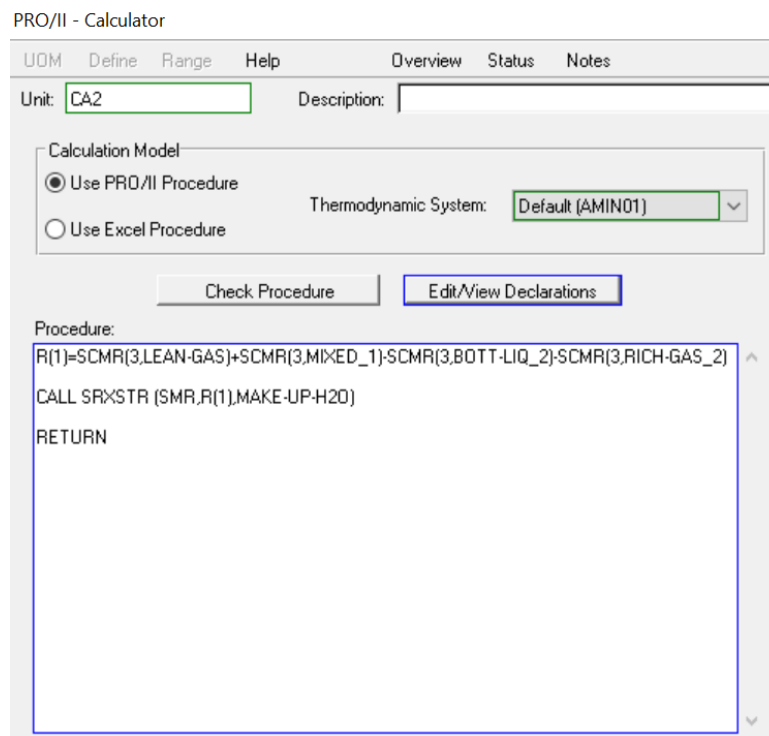 PRO/II - Calculator
UOM Define Range Help Overview Status Notes
Unit: CA2 Description:
Calculation Model
Use PRO/II Procedure
Thermodynamic System: Default (AMIN01)
Use Excel Procedure
Check Procedure Edit/View Declarations
Procedure:
R(1)=SCMR(3,LEAN-GAS)+SCMR(3,MIXED_1)-SCMR(3,BOTT-LIQ_2)-SCMR(3,RICH-GAS_2)
CALL SRXSTR (SMR,R(1),MAKE-UP-H2O)
RETURN